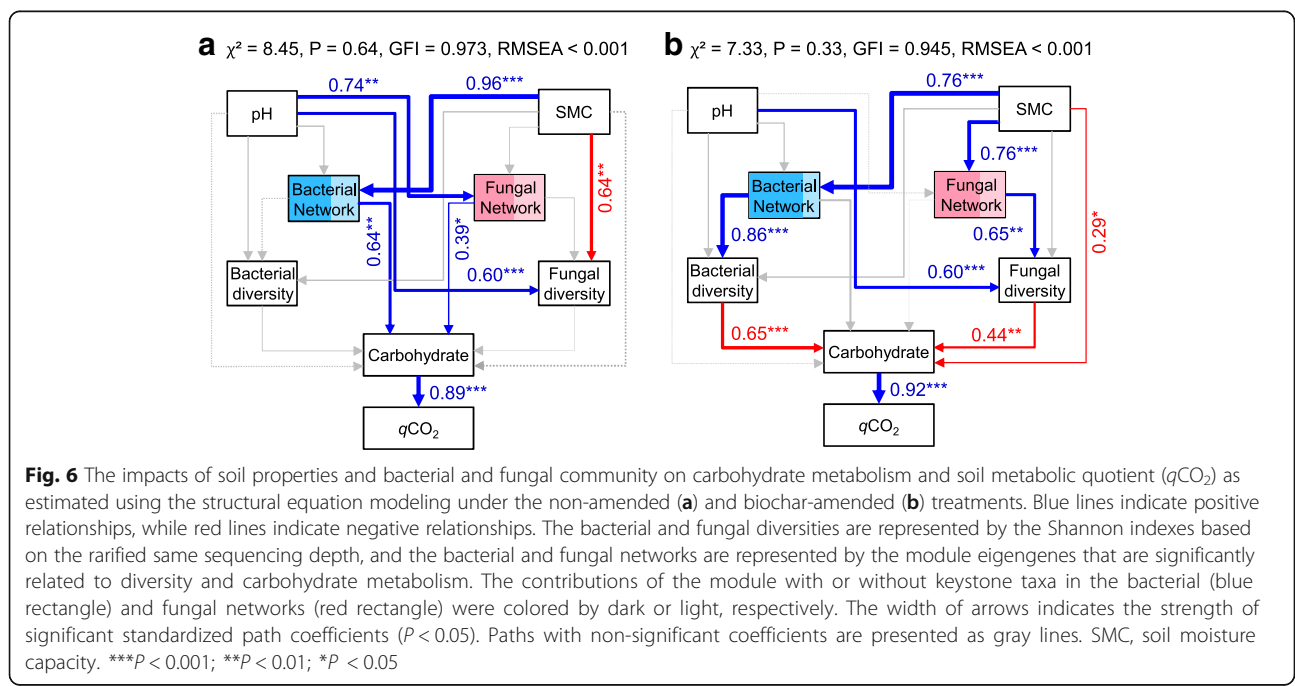 a χ² = 8.45, P = 0.64, GFI = 0.973, RMSEA < 0.001
0.74**
0.96***
pH
SMC
Bacterial
Network
Fungal
Network
0.64**
0.64**
0.39*
Bacterial
diversity
0.60***
Fungal
diversity
Carbohydrate
0.89***
qCO₂
b χ² = 7.33, P = 0.33, GFI = 0.945, RMSEA < 0.001
0.76***
pH
SMC
0.76***
Bacterial
Network
Fungal
Network
0.29*
0.86***
0.65**
Bacterial
diversity
0.60***
Fungal
diversity
0.65***
0.44**
Carbohydrate
0.92***
qCO₂
Fig. 6 The impacts of soil properties and bacterial and fungal community on carbohydrate metabolism and soil metabolic quotient (qCO₂) as
estimated using the structural equation modeling under the non-amended (a) and biochar-amended (b) treatments. Blue lines indicate positive
relationships, while red lines indicate negative relationships. The bacterial and fungal diversities are represented by the Shannon indexes based
on the rarified same sequencing depth, and the bacterial and fungal networks are represented by the module eigengenes that are significantly
related to diversity and carbohydrate metabolism. The contributions of the module with or without keystone taxa in the bacterial (blue
rectangle) and fungal networks (red rectangle) were colored by dark or light, respectively. The width of arrows indicates the strength of
significant standardized path coefficients (P < 0.05). Paths with non-significant coefficients are presented as gray lines. SMC, soil moisture
capacity. ***P < 0.001; **P < 0.01; *P < 0.05